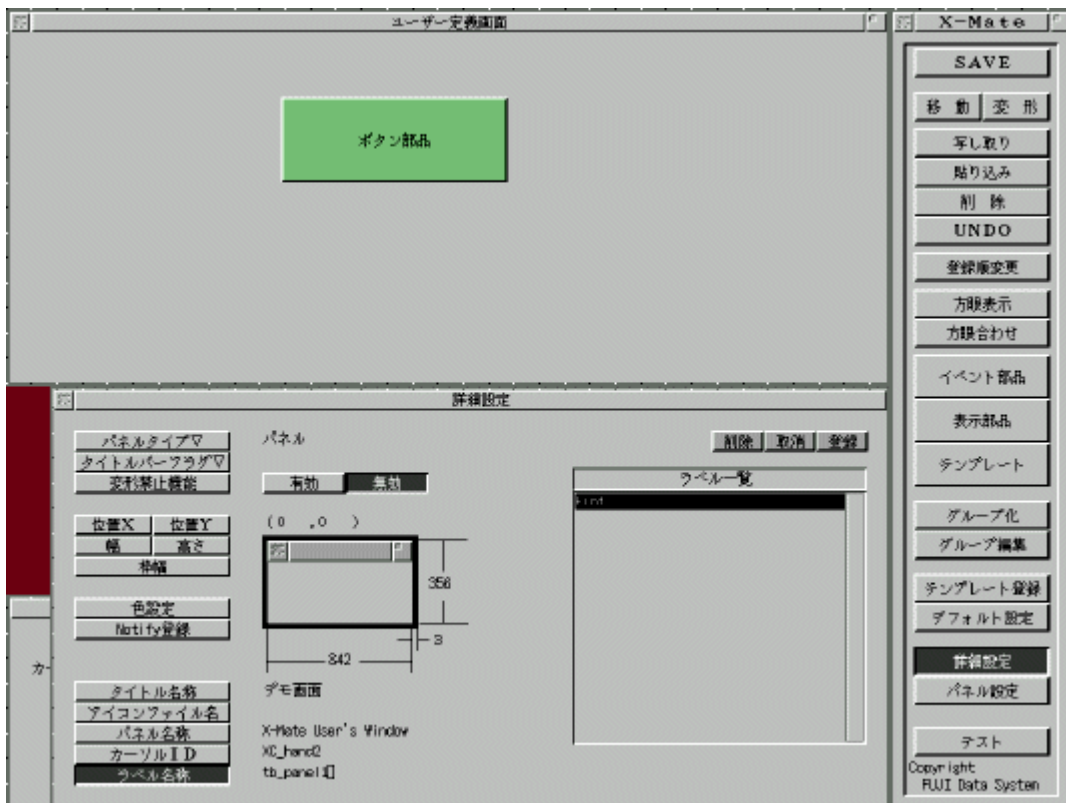 ユーザー定義画面
ボタン部品
X-Mate
SAVE
移 動 変 形
写し取り
貼り込み
削 除
UNDO
登録順変更
方眼表示
方眼合わせ
イベント部品
表示部品
テンプレート
グループ化
グループ編集
テンプレート登録
デフォルト設定
詳細設定
パネル設定
テスト
Copyright
FUJI Data System
詳細設定
パネルタイプ▽
タイトルバーフラグ▽
変形禁止機能
位置X 位置Y
幅 高さ
枠幅
色設定
Notify登録
タイトル名称
アイコンファイル名
パネル名称
カーソルID
ラベル名称
パネル
有効 無効
(0 ,0 )
356
3
842
デモ画面
X-Mate User's Window
XC_hand2
tb_panel1
削除 取消 登録
ラベル一覧
kind
カ